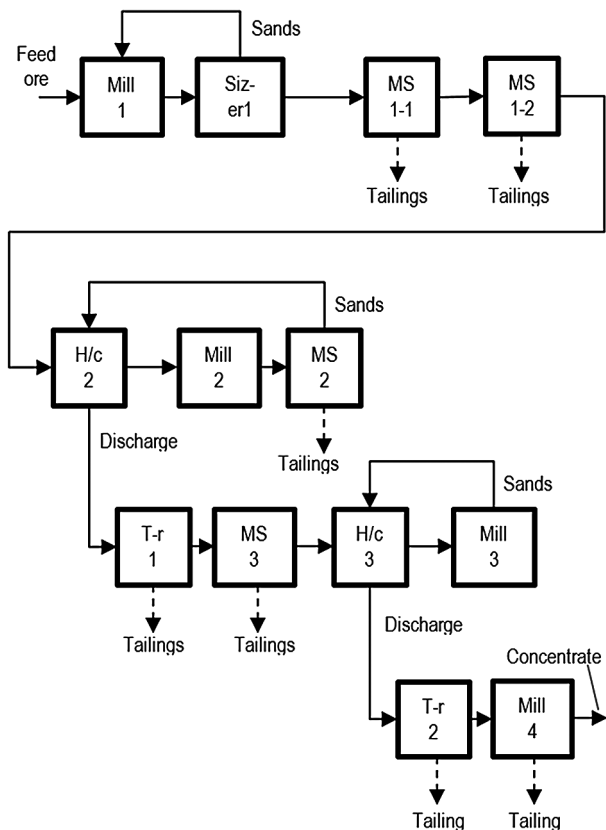 Sands
Feed
ore
Mill
1
Siz-
er1
MS
1-1
MS
1-2
Tailings
Tailings
Sands
H/c
2
Mill
2
MS
2
Discharge
Tailings
Sands
T-r
1
MS
3
H/c
3
Mill
3
Tailings
Tailings
Discharge
Concentrate
T-r
2
Mill
4
Tailing
Tailing